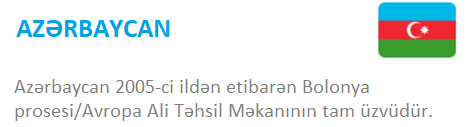 AZƏRBAYCAN
Azərbaycan 2005-ci ildən etibarən Bolonya
prosesi/Avropa Ali Təhsil Məkanının tam üzvüdür.